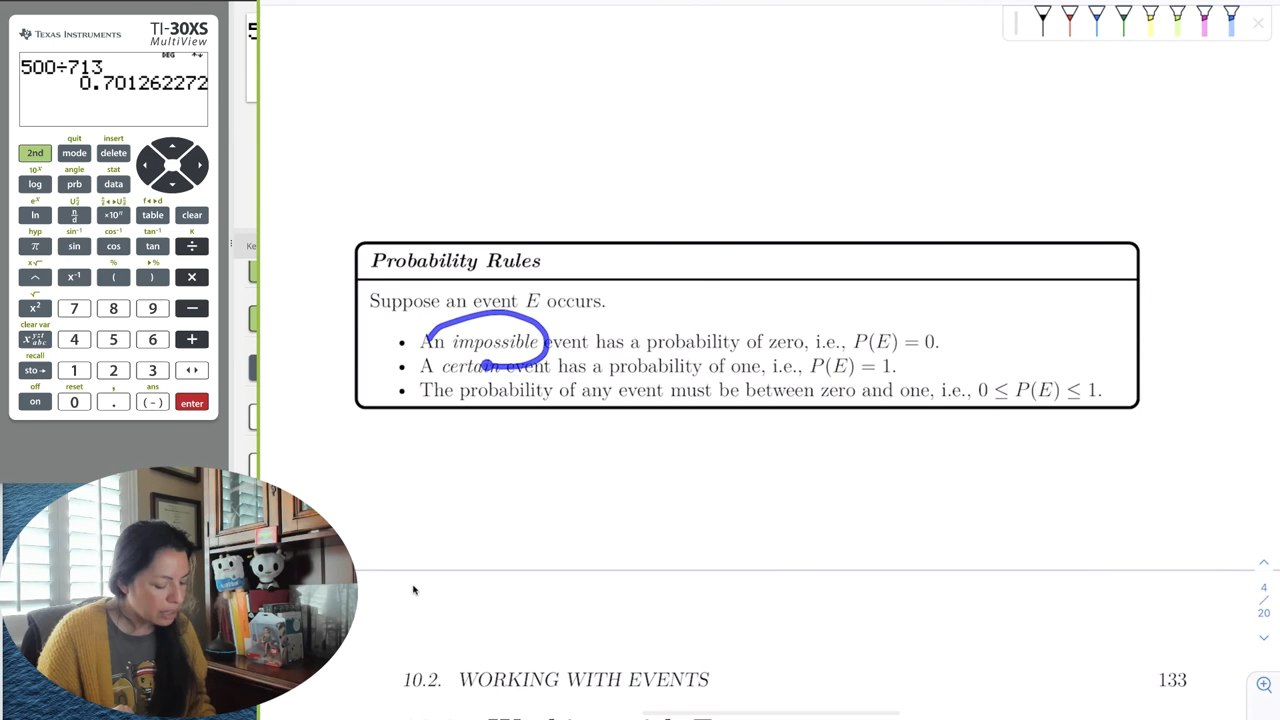 TEXAS INSTRUMENTS
TI-30XS
MultiView
DEG
500÷713
0.701262272
quit insert
2nd mode delete
10ˣ angle stat
log prb data
ln n/d ×10ⁿ table clear
hyp sin⁻¹ cos⁻¹ tan⁻¹ K
π sin cos tan ÷
% ▸%
^ x⁻¹ ( ) ×
x² 7 8 9 −
clear var
4 5 6 +
recall
sto→ 1 2 3
off reset , ans
on 0 . (-) enter
Ke
Probability Rules
Suppose an event E occurs.
• An impossible event has a probability of zero, i.e., P(E) = 0.
• A certain event has a probability of one, i.e., P(E) = 1.
• The probability of any event must be between zero and one, i.e., 0 ≤ P(E) ≤ 1.
4
/
20
10.2. WORKING WITH EVENTS 133